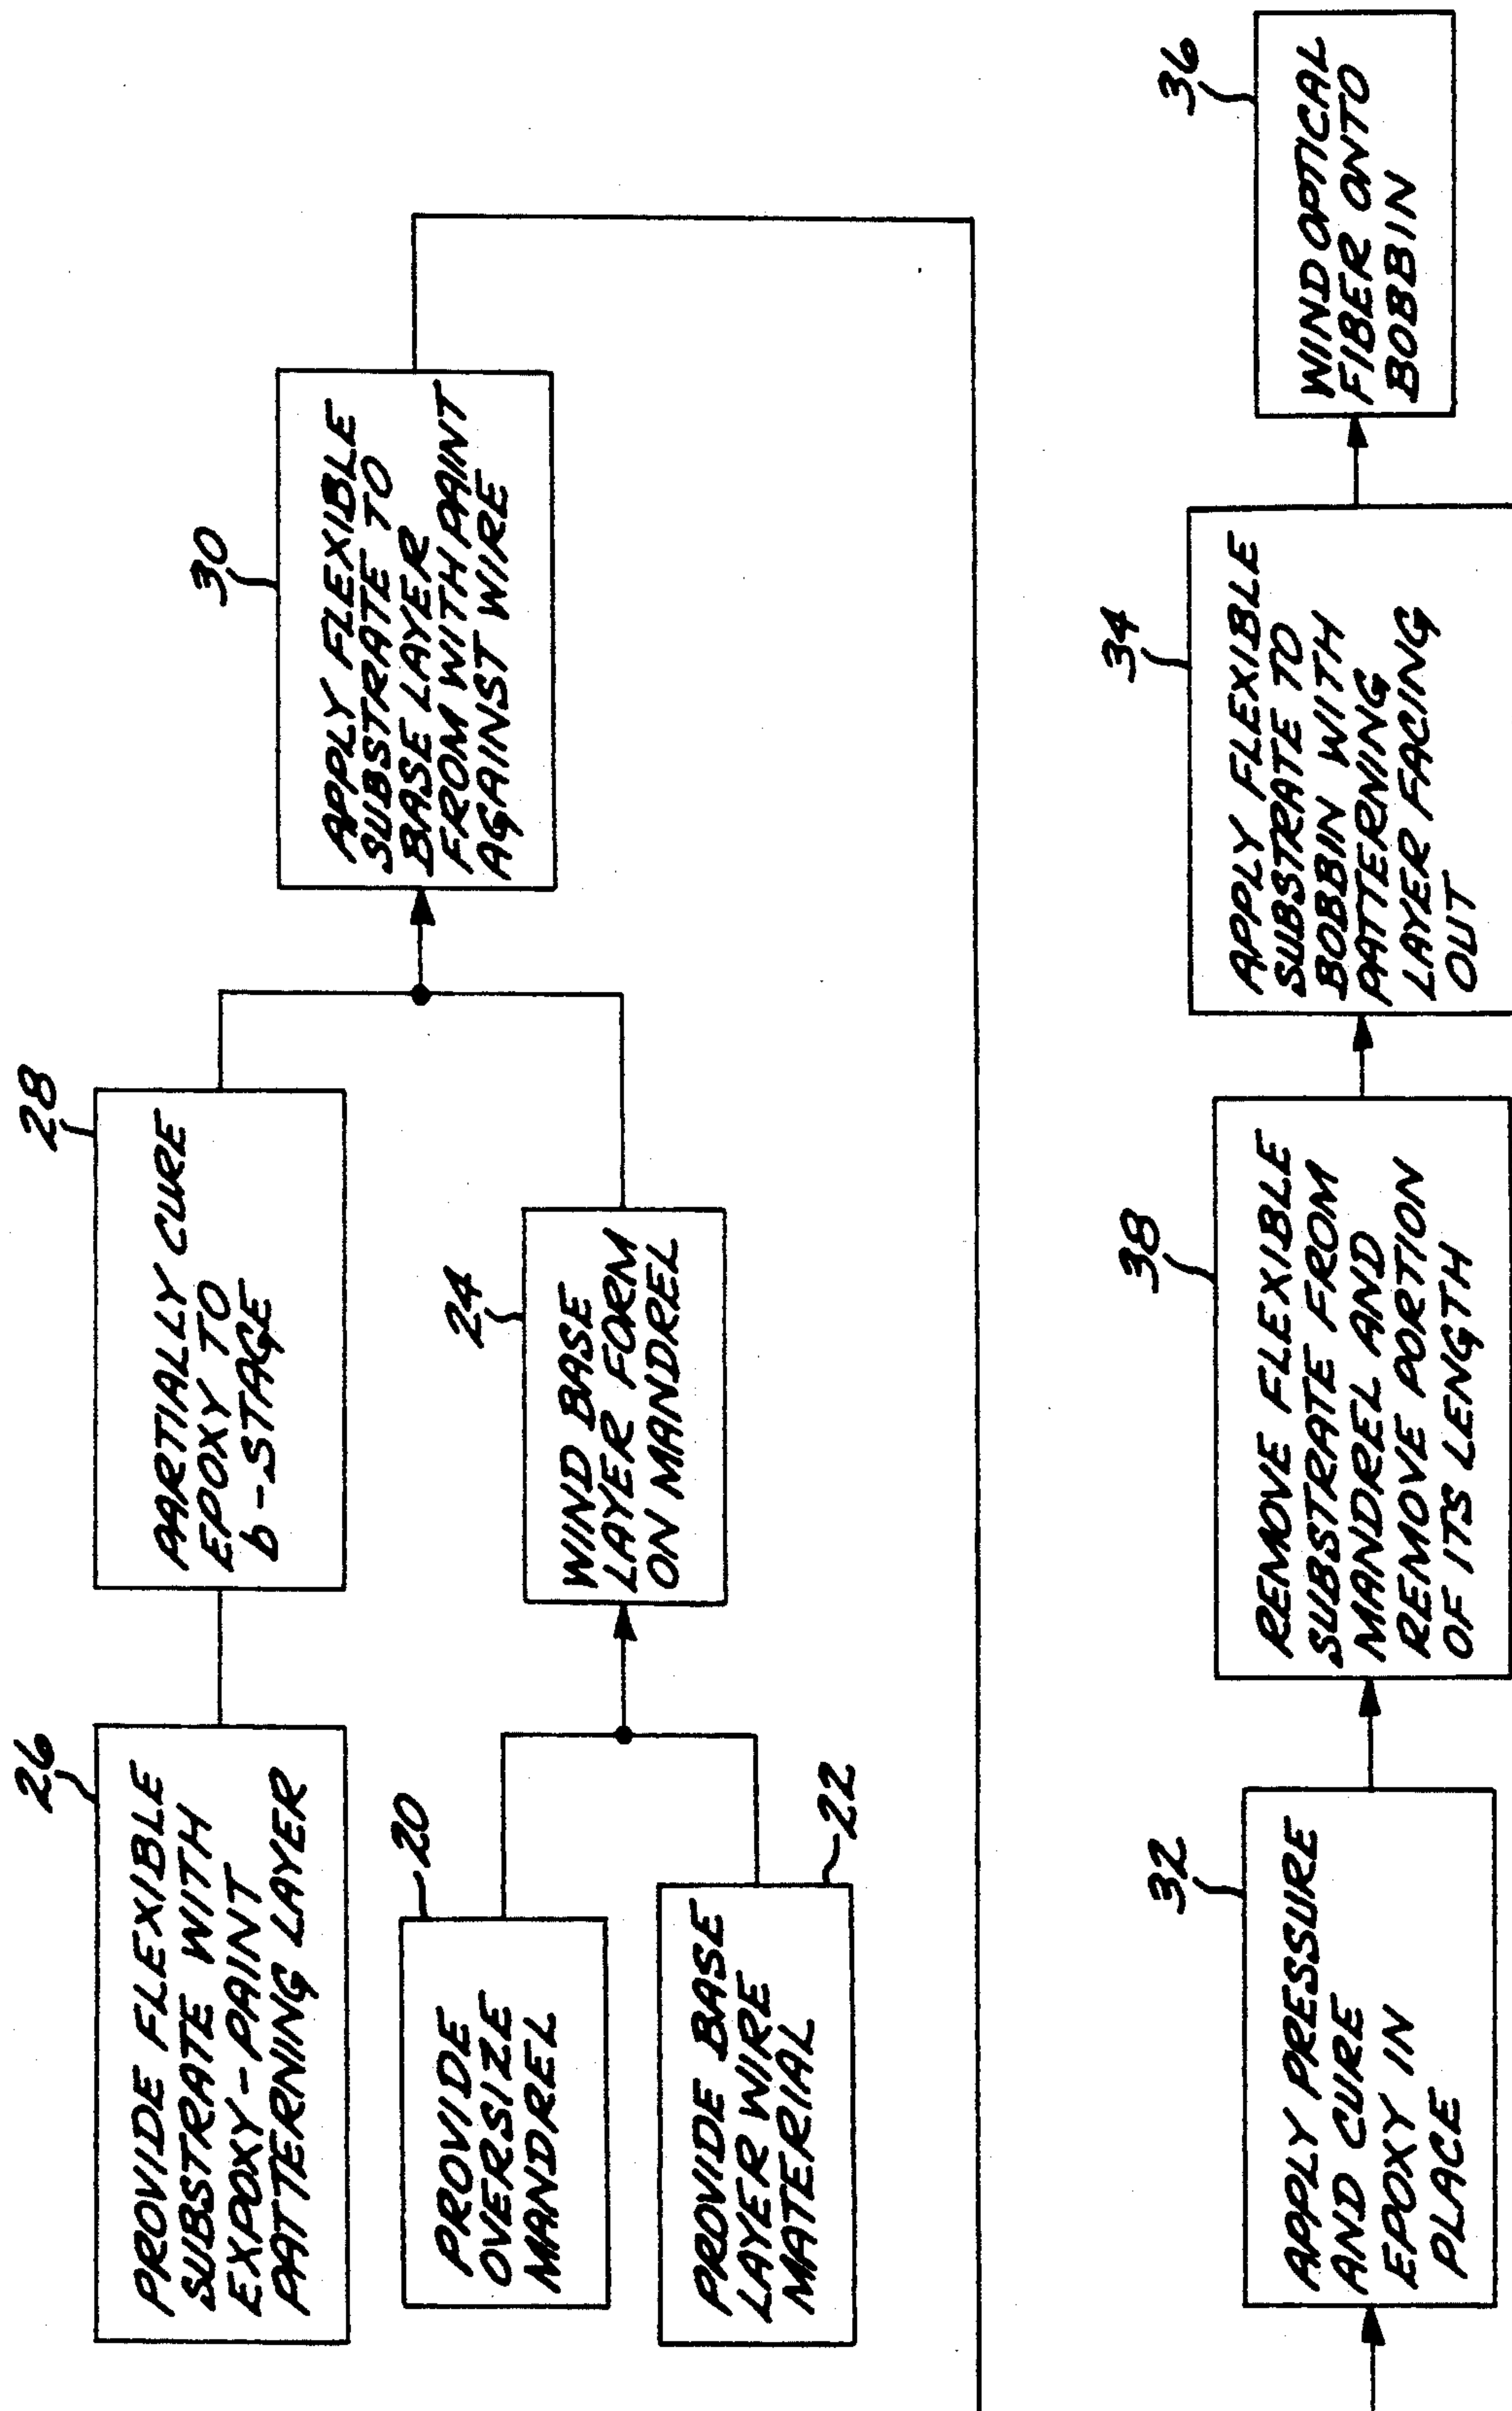 26
PROVIDE FLEXIBLE
SUBSTRATE WITH
EXPOXY-PAINT
PATTERNING LAYER
28
PARTIALLY CURE
EPOXY TO
b-STAGE
20
PROVIDE
OVERSIZE
MANDREL
22
PROVIDE BASE
LAYER WIRE
MATERIAL
24
WIND BASE
LAYER FORM
ON MANDREL
30
APPLY FLEXIBLE
SUBSTRATE TO
BASE LAYER
FROM WITH PAINT
AGAINST WIRE
32
APPLY PRESSURE
AND CURE
EPOXY IN
PLACE
38
REMOVE FLEXIBLE
SUBSTRATE FROM
MANDREL AND
REMOVE PORTION
OF ITS LENGTH
34
APPLY FLEXIBLE
SUBSTRATE TO
BOBBIN WITH
PATTERNING
LAYER FACING
OUT
36
WIND OPTICAL
FIBER ONTO
BOBBIN